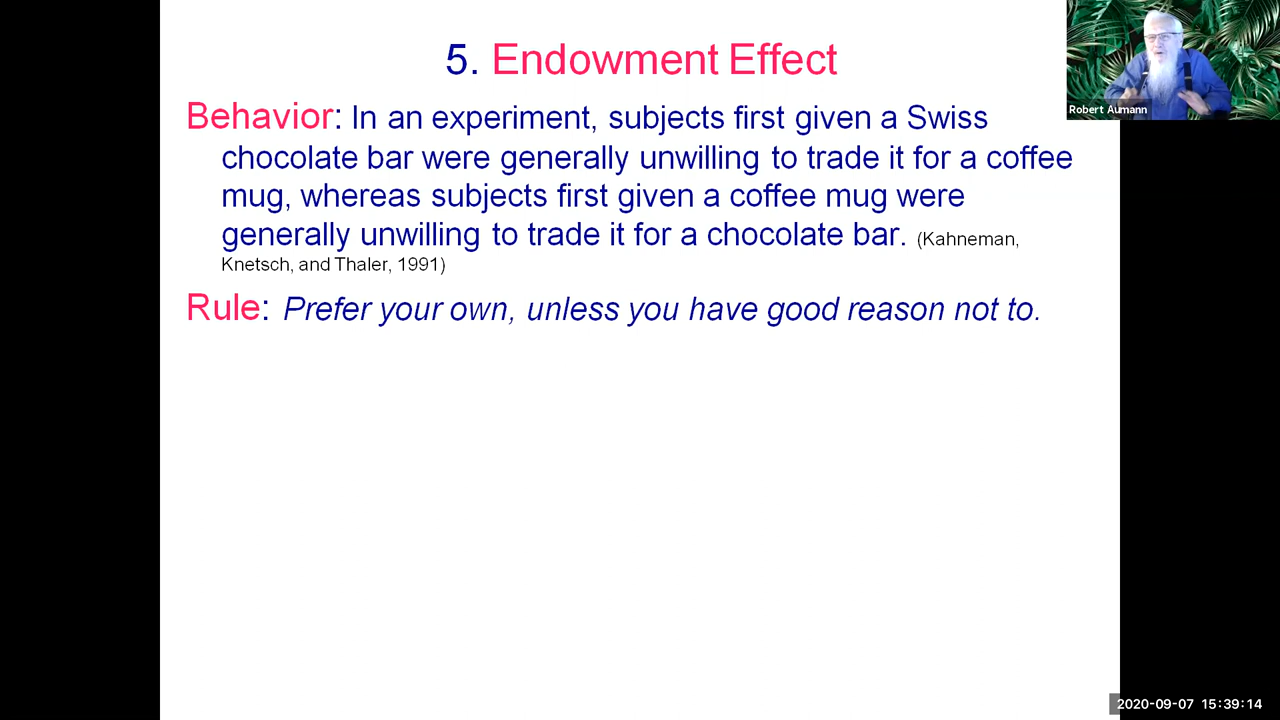 5. Endowment Effect
Robert Aumann
Behavior: In an experiment, subjects first given a Swiss
chocolate bar were generally unwilling to trade it for a coffee
mug, whereas subjects first given a coffee mug were
generally unwilling to trade it for a chocolate bar. (Kahneman,
Knetsch, and Thaler, 1991)
Rule: Prefer your own, unless you have good reason not to.
2020-09-07 15:39:14